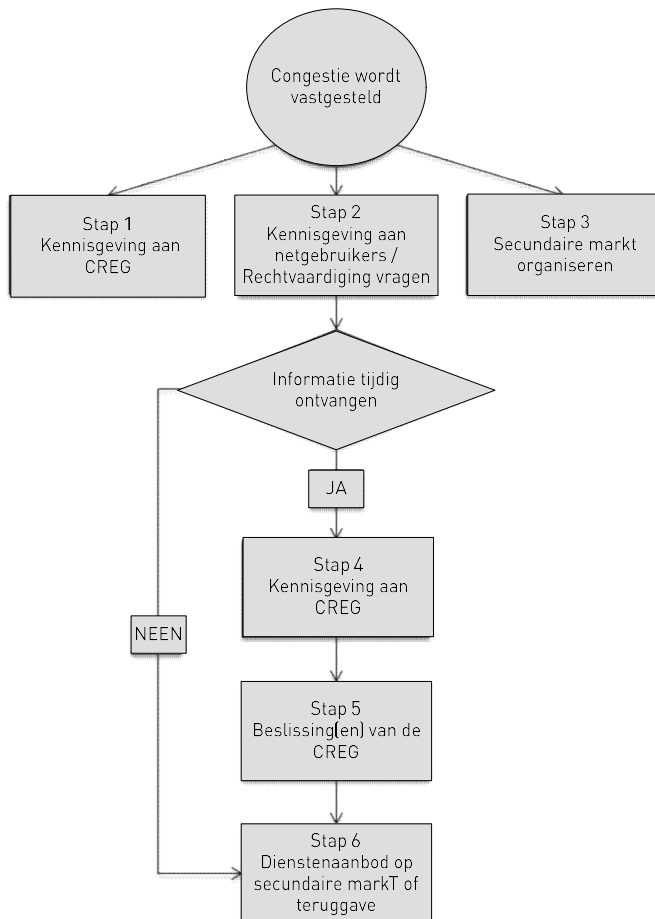 Congestie wordt
vastgesteld
Stap 1
Kennisgeving aan
CREG
Stap 2
Kennisgeving aan
netgebruikers /
Rechtvaardiging vragen
Stap 3
Secundaire markt
organiseren
Informatie tijdig
ontvangen
JA
Stap 4
Kennisgeving aan
CREG
NEEN
Stap 5
Beslissing(en) van de
CREG
Stap 6
Dienstenaanbod op
secundaire markT of
teruggave